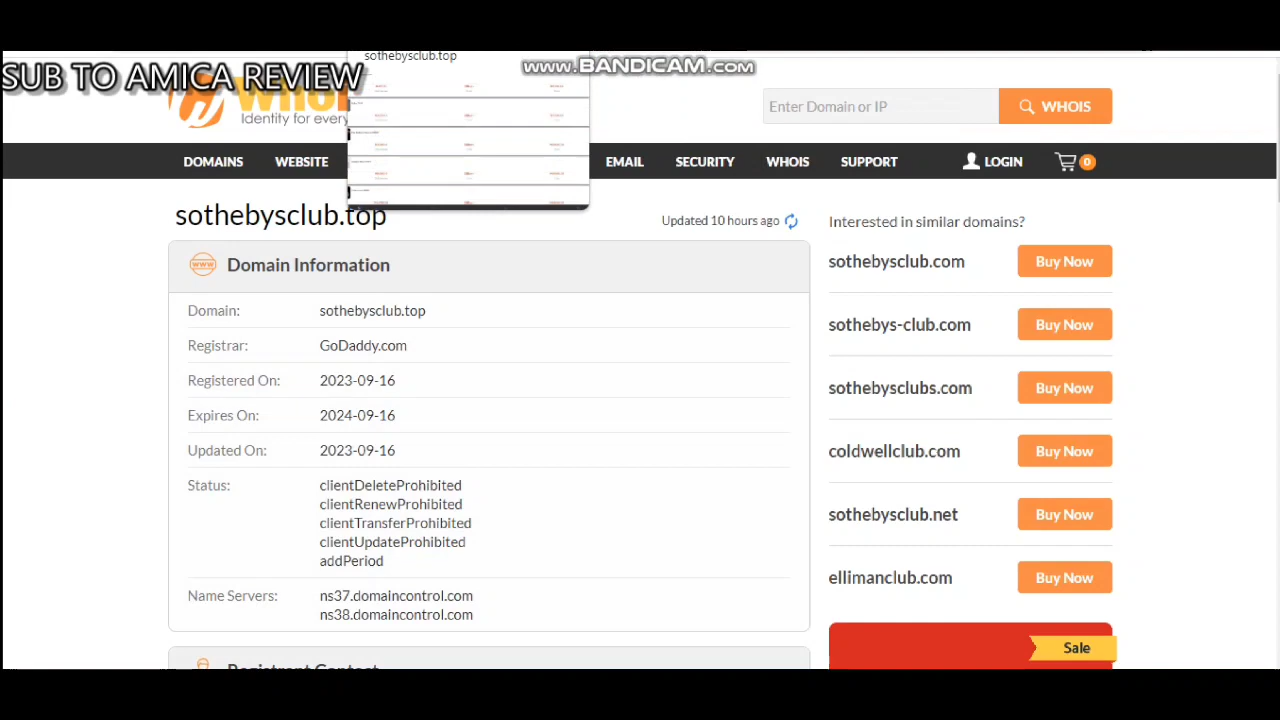 sothebysclub.top
www.BANDICAM.com
SUB TO AMICA REVIEW
Identity for every
Enter Domain or IP
WHOIS
DOMAINS
WEBSITE
EMAIL
SECURITY
WHOIS
SUPPORT
LOGIN
0
sothebysclub.top
Updated 10 hours ago
Domain Information
Domain: sothebysclub.top
Registrar: GoDaddy.com
Registered On: 2023-09-16
Expires On: 2024-09-16
Updated On: 2023-09-16
Status: clientDeleteProhibited
clientRenewProhibited
clientTransferProhibited
clientUpdateProhibited
addPeriod
Name Servers: ns37.domaincontrol.com
ns38.domaincontrol.com
Registrant Contact
Interested in similar domains?
sothebysclub.com Buy Now
sothebys-club.com Buy Now
sothebysclubs.com Buy Now
coldwellclub.com Buy Now
sothebysclub.net Buy Now
ellimanclub.com Buy Now
Sale